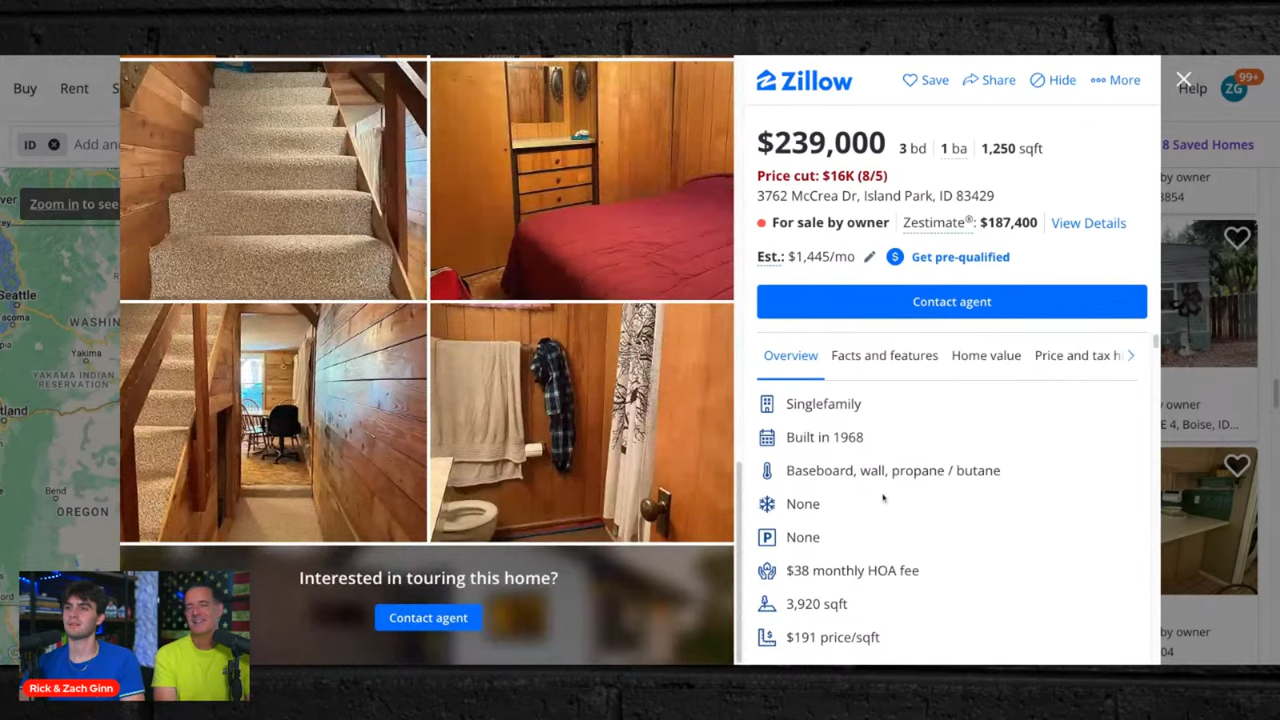 Buy Rent S
ID Add and
Zoom in to see
Seattle
Tacoma
WASHIN
Yakima
YAKAMA INDIAN
RESERVATION
tland
Bend
OREGON
ord
Rick & Zach Ginn
Interested in touring this home?
Contact agent
Zillow Save Share Hide More
$239,000 3 bd 1 ba 1,250 sqft
Price cut: $16K (8/5)
3762 McCrea Dr, Island Park, ID 83429
For sale by owner Zestimate®: $187,400 View Details
Est.: $1,445/mo $ Get pre-qualified
Contact agent
Overview Facts and features Home value Price and tax hi
Singlefamily
Built in 1968
Baseboard, wall, propane / butane
None
P None
$38 monthly HOA fee
3,920 sqft
$191 price/sqft
Help ZG 99+
8 Saved Homes
by owner
3854
y owner
E 4, Boise, ID...
by owner
04